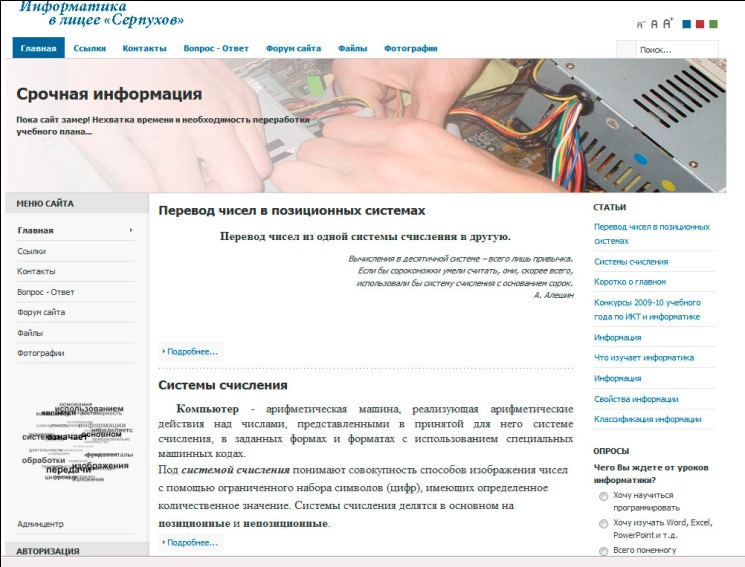 Информатика
в лицее «Серпухов»
A- A A+
Главная Ссылки Контакты Вопрос - Ответ Форум сайта Файлы Фотографии
Поиск...
Срочная информация
Пока сайт замер! Нехватка времени и необходимость переработки
учебного плана...
МЕНЮ САЙТА
Главная
Ссылки
Контакты
Вопрос - Ответ
Форум сайта
Файлы
Фотографии
основание
использованием
является
информации
определяется
системе
означает
основном
фундаменталы
обработки
изображения
передачи
цифровые
Админцентр
АВТОРИЗАЦИЯ
Перевод чисел в позиционных системах
Перевод чисел из одной системы счисления в другую.
Вычисления в десятичной системе – всего лишь привычка.
Если бы сороконожки умели считать, они, скорее всего,
использовали бы систему счисления с основанием сорок.
А. Алешин
Подробнее...
Системы счисления
Компьютер - арифметическая машина, реализующая арифметические
действия над числами, представленными в принятой для него системе
счисления, в заданных формах и форматах с использованием специальных
машинных кодах.
Под системой счисления понимают совокупность способов изображения чисел
с помощью ограниченного набора символов (цифр), имеющих определенное
количественное значение. Системы счисления делятся в основном на
позиционные и непозиционные.
Подробнее...
СТАТЬИ
Перевод чисел в позиционных
системах
Системы счисления
Коротко о главном
Конкурсы 2009-10 учебного
года по ИКТ и информатике
Информация
Что изучает информатика
Информация
Свойства информации
Классификация информации
ОПРОСЫ
Чего Вы ждете от уроков
информатики?
Хочу научиться
программировать
Хочу изучать Word, Excel,
PowerPoint и т.д.
Всего понемногу